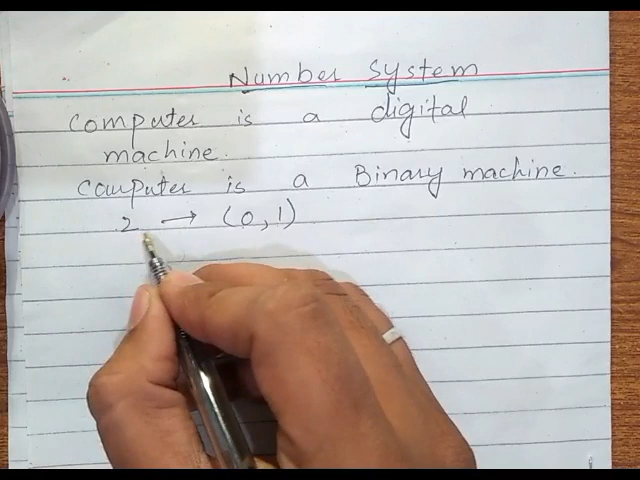 Number System
Computer is a digital
machine.
Computer is a Binary machine.
2 → (0,1)